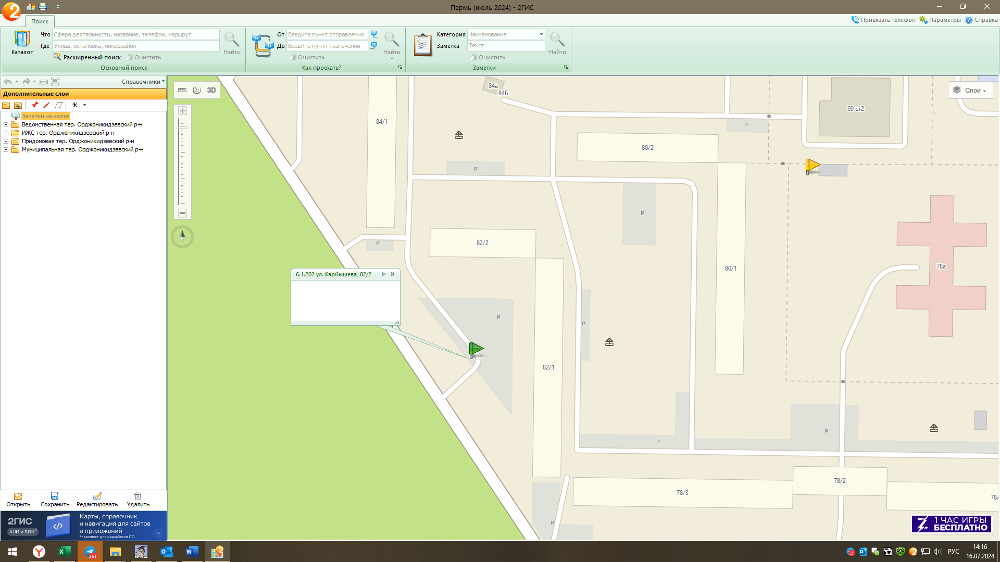 Пермь (июль 2024) - 2ГИС
Поиск
Привязать телефон
Параметры
Справка
Каталог
Что
Сфера деятельности, название, телефон, маршрут
Где
Улица, остановка, микрорайон
Расширенный поиск
Очистить
Найти
Основной поиск
От
Введите пункт отправления
До
Введите пункт назначения
Очистить
Найти
Как проехать?
Категория
Наименование
Заметка
Текст
Очистить
Найти
Заметки
Справочники
Дополнительные слои
Заметки на карте
Ведомственная тер. Орджоникидзевский р-н
ИЖС тер. Орджоникидзевский р-н
Придомовая тер. Орджоникидзевский р-н
Муниципальная тер. Орджоникидзевский р-н
Открыть
Сохранить
Редактировать
Удалить
2ГИС
АПИ и SDK*
Карты, справочник
и навигация для сайтов
и приложений
*Комплект для разработки ПО
18+
3D
Слои
84а
84Б
84/1
69 ст2
P
80/2
P
P
82/2
P
80/1
78а
6.1.202 ул. Карбышева, 82/2
P
P
82/1
P
P
78/2
78/3
78/
P
1 ЧАС ИГРЫ
БЕСПЛАТНО
261
РУС
14:16
16.07.2024